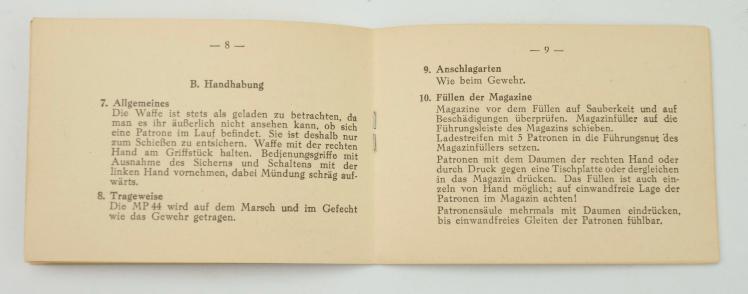 — 8 —
B. Handhabung
7. Allgemeines
Die Waffe ist stets als geladen zu betrachten, da
man es ihr äußerlich nicht ansehen kann, ob sich
eine Patrone im Lauf befindet. Sie ist deshalb nur
zum Schießen zu entsichern. Waffe mit der rechten
Hand am Griffstück halten. Bedienungsgriffe mit
Ausnahme des Sicherns und Schaltens mit der
linken Hand vornehmen, dabei Mündung schräg auf-
wärts.
8. Trageweise
Die MP 44 wird auf dem Marsch und im Gefecht
wie das Gewehr getragen.
— 9 —
9. Anschlagarten
Wie beim Gewehr.
10. Füllen der Magazine
Magazine vor dem Füllen auf Sauberkeit und auf
Beschädigungen überprüfen. Magazinfüller auf die
Führungsleiste des Magazins schieben.
Ladestreifen mit 5 Patronen in die Führungsnut des
Magazinfüllers setzen.
Patronen mit dem Daumen der rechten Hand oder
durch Druck gegen eine Tischplatte oder dergleichen
in das Magazin drücken. Das Füllen ist auch ein-
zeln von Hand möglich; auf einwandfreie Lage der
Patronen im Magazin achten!
Patronensäule mehrmals mit Daumen eindrücken,
bis einwandfreies Gleiten der Patronen fühlbar.